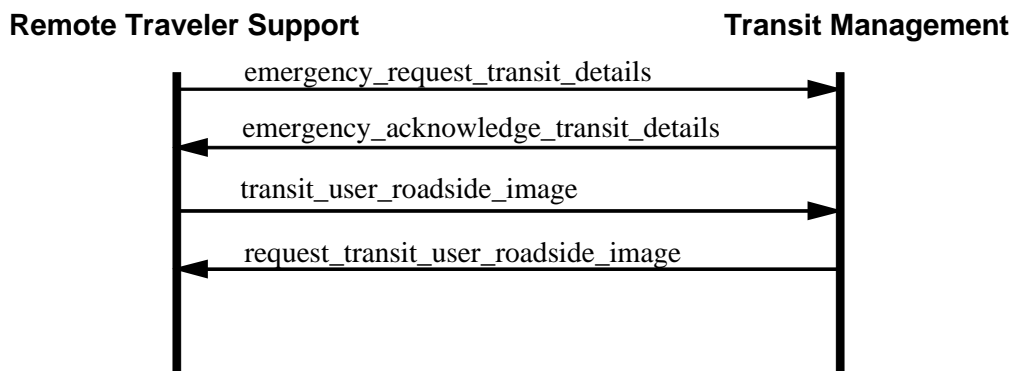 Remote Traveler Support
Transit Management
emergency_request_transit_details
emergency_acknowledge_transit_details
transit_user_roadside_image
request_transit_user_roadside_image